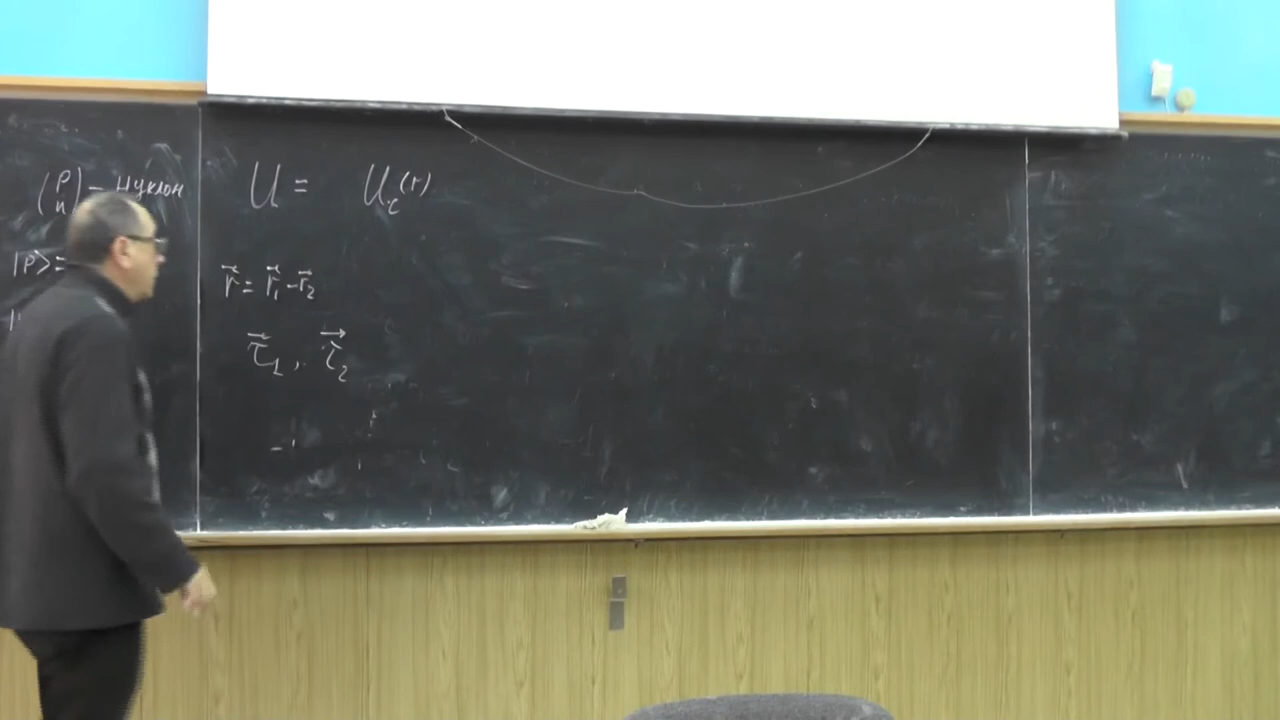 (p n) – нуклон
|p> =
U = U_c(r)
r⃗ = r⃗₁ – r⃗₂
τ⃗₁, τ⃗₂